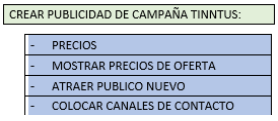 CREAR PUBLICIDAD DE CAMPAÑA TINNTUS:
- PRECIOS
- MOSTRAR PRECIOS DE OFERTA
- ATRAER PUBLICO NUEVO
- COLOCAR CANALES DE CONTACTO